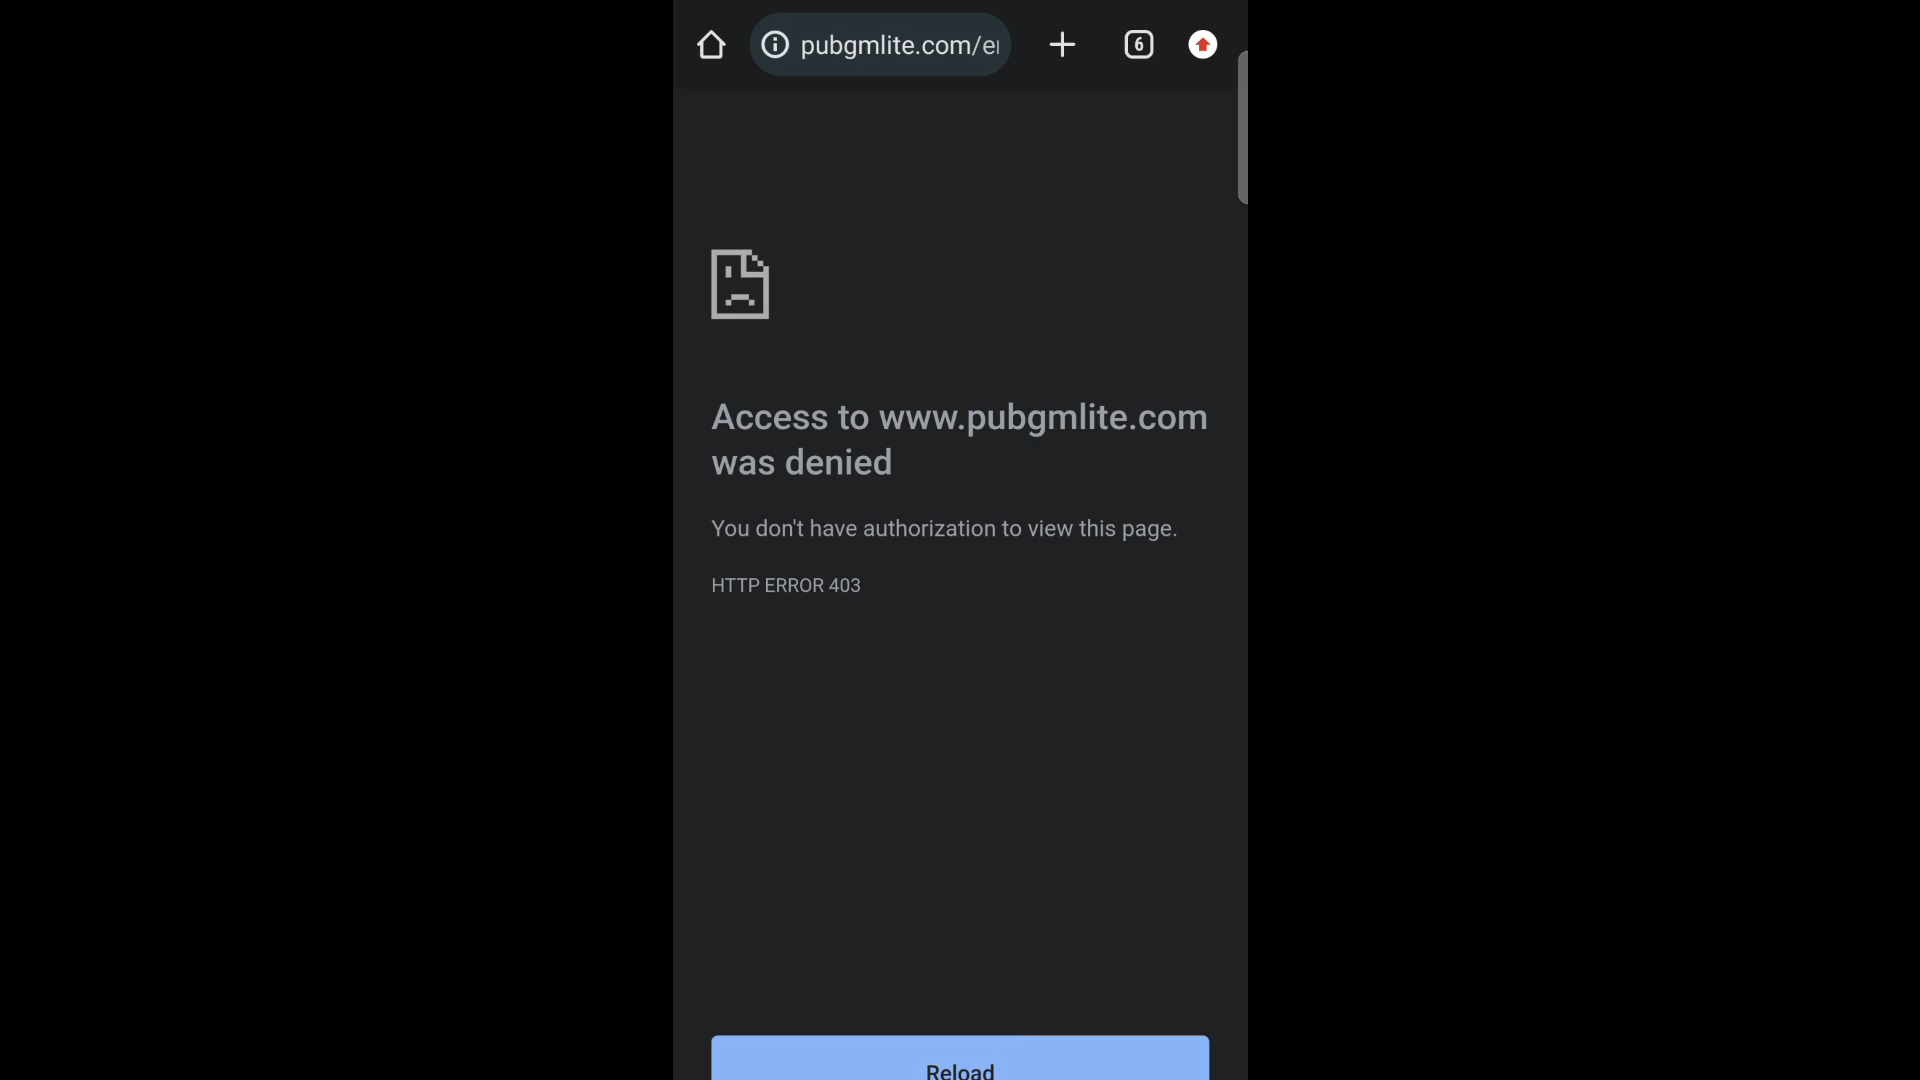 pubgmlite.com/e
6
Access to www.pubgmlite.com
was denied
You don't have authorization to view this page.
HTTP ERROR 403
Reload